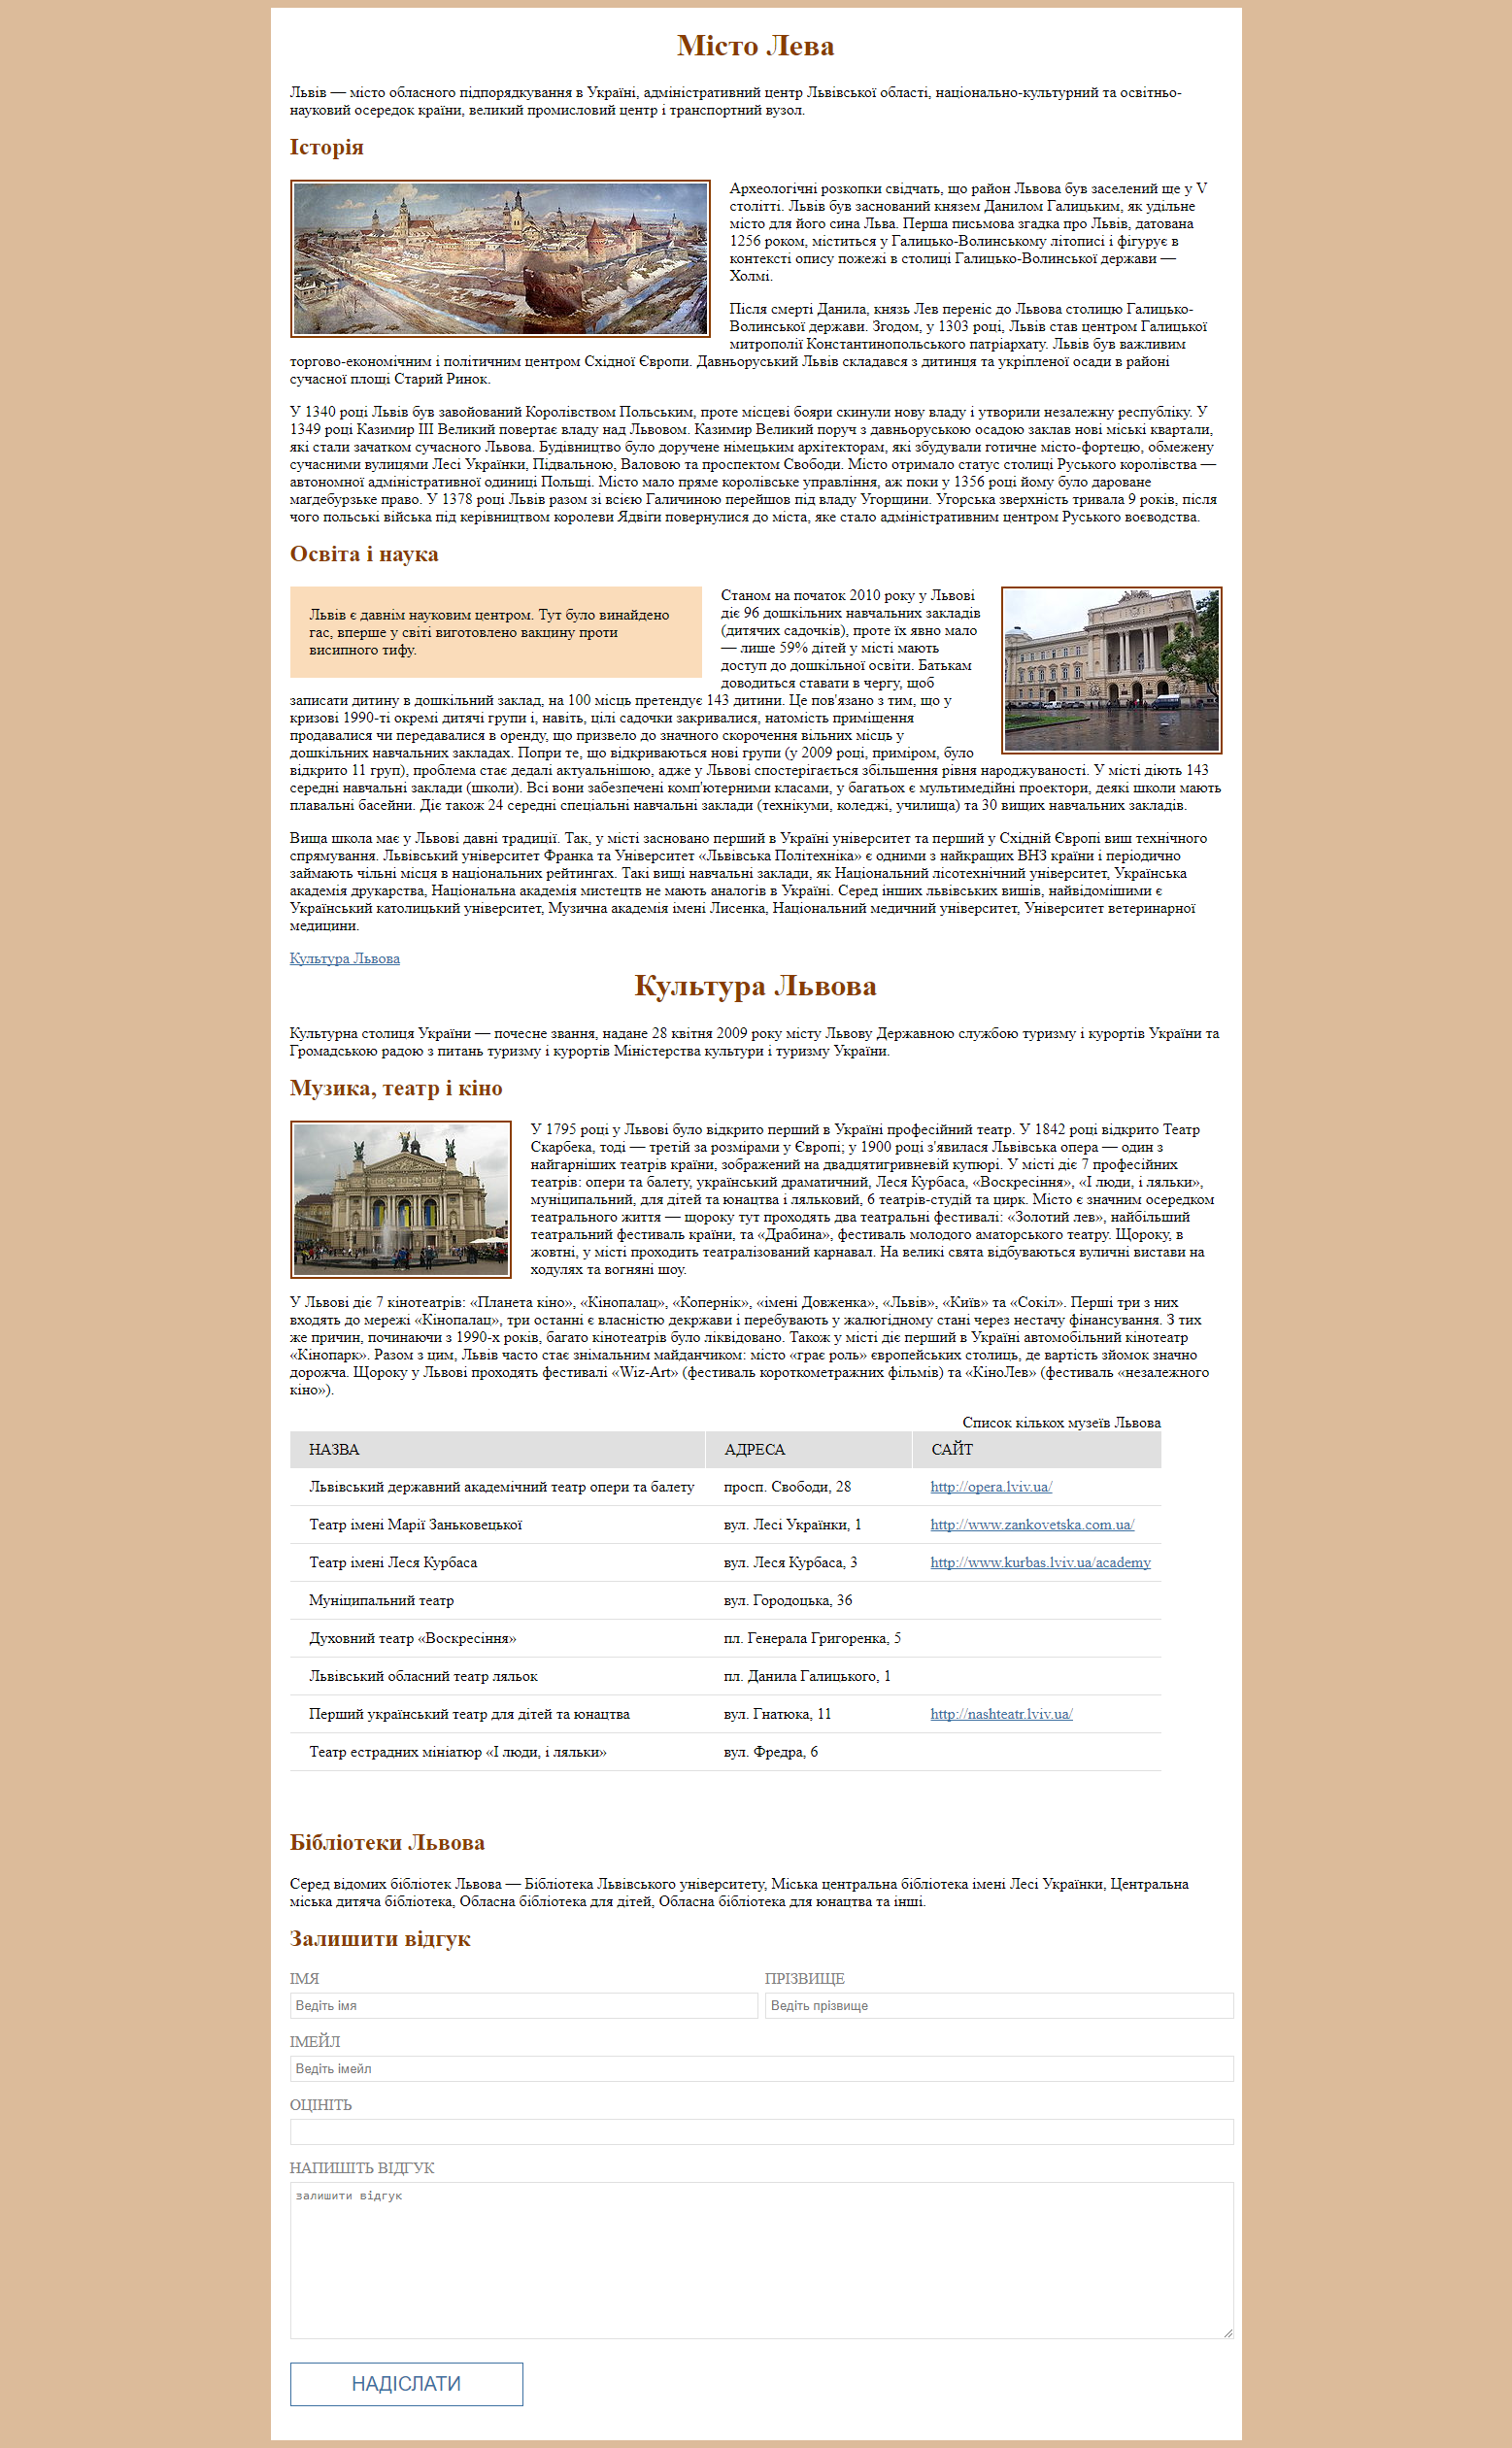 Місто Лева
Львів — місто обласного підпорядкування в Україні, адміністративний центр Львівської області, національно-культурний та освітньо-
науковий осередок країни, великий промисловий центр і транспортний вузол.
Історія
Археологічні розкопки свідчать, що район Львова був заселений ще у V
столітті. Львів був заснований князем Данилом Галицьким, як удільне
місто для його сина Льва. Перша письмова згадка про Львів, датована
1256 роком, міститься у Галицько-Волинському літописі і фігурує в
контексті опису пожежі в столиці Галицько-Волинської держави —
Холмі.
Після смерті Данила, князь Лев переніс до Львова столицю Галицько-
Волинської держави. Згодом, у 1303 році, Львів став центром Галицької
митрополії Константинопольського патріархату. Львів був важливим
торгово-економічним і політичним центром Східної Європи. Давньоруський Львів складався з дитинця та укріпленої осади в районі
сучасної площі Старий Ринок.
У 1340 році Львів був завойований Королівством Польським, проте місцеві бояри скинули нову владу і утворили незалежну республіку. У
1349 році Казимир III Великий повертає владу над Львовом. Казимир Великий поруч з давньоруською осадою заклав нові міські квартали,
які стали зачатком сучасного Львова. Будівництво було доручене німецьким архітекторам, які збудували готичне місто-фортецю, обмежену
сучасними вулицями Лесі Українки, Підвальною, Валовою та проспектом Свободи. Місто отримало статус столиці Руського королівства —
автономної адміністративної одиниці Польщі. Місто мало пряме королівське управління, аж поки у 1356 році йому було дароване
магдебурзьке право. У 1378 році Львів разом зі всією Галичиною перейшов під владу Угорщини. Угорська зверхність тривала 9 років, після
чого польські війська під керівництвом королеви Ядвіги повернулися до міста, яке стало адміністративним центром Руського воєводства.
Освіта і наука
Львів є давнім науковим центром. Тут було винайдено
гас, вперше у світі виготовлено вакцину проти
висипного тифу.
Станом на початок 2010 року у Львові
діє 96 дошкільних навчальних закладів
(дитячих садочків), проте їх явно мало
— лише 59% дітей у місті мають
доступ до дошкільної освіти. Батькам
доводиться ставати в чергу, щоб
записати дитину в дошкільний заклад, на 100 місць претендує 143 дитини. Це пов'язано з тим, що у
кризові 1990-ті окремі дитячі групи і, навіть, цілі садочки закривалися, натомість приміщення
продавалися чи передавалися в оренду, що призвело до значного скорочення вільних місць у
дошкільних навчальних закладах. Попри те, що відкриваються нові групи (у 2009 році, приміром, було
відкрито 11 груп), проблема стає дедалі актуальнішою, адже у Львові спостерігається збільшення рівня народжуваності. У місті діють 143
середні навчальні заклади (школи). Всі вони забезпечені комп'ютерними класами, у багатьох є мультимедійні проектори, деякі школи мають
плавальні басейни. Діє також 24 середні спеціальні навчальні заклади (технікуми, коледжі, училища) та 30 вищих навчальних закладів.
Вища школа має у Львові давні традиції. Так, у місті засновано перший в Україні університет та перший у Східній Європі виш технічного
спрямування. Львівський університет Франка та Університет «Львівська Політехніка» є одними з найкращих ВНЗ країни і періодично
займають чільні місця в національних рейтингах. Такі вищі навчальні заклади, як Національний лісотехнічний університет, Українська
академія друкарства, Національна академія мистецтв не мають аналогів в Україні. Серед інших львівських вишів, найвідомішими є
Український католицький університет, Музична академія імені Лисенка, Національний медичний університет, Університет ветеринарної
медицини.
Культура Львова
Культура Львова
Культурна столиця України — почесне звання, надане 28 квітня 2009 року місту Львову Державною службою туризму і курортів України та
Громадською радою з питань туризму і курортів Міністерства культури і туризму України.
Музика, театр і кіно
У 1795 році у Львові було відкрито перший в Україні професійний театр. У 1842 році відкрито Театр
Скарбека, тоді — третій за розмірами у Європі; у 1900 році з'явилася Львівська опера — один з
найгарніших театрів країни, зображений на двадцятигривневій купюрі. У місті діє 7 професійних
театрів: опери та балету, український драматичний, Леся Курбаса, «Воскресіння», «І люди, і ляльки»,
муніципальний, для дітей та юнацтва і ляльковий, 6 театрів-студій та цирк. Місто є значним осередком
театрального життя — щороку тут проходять два театральні фестивалі: «Золотий лев», найбільший
театральний фестиваль країни, та «Драбина», фестиваль молодого аматорського театру. Щороку, в
жовтні, у місті проходить театралізований карнавал. На великі свята відбуваються вуличні вистави на
ходулях та вогняні шоу.
У Львові діє 7 кінотеатрів: «Планета кіно», «Кінопалац», «Копернік», «імені Довженка», «Львів», «Київ» та «Сокіл». Перші три з них
входять до мережі «Кінопалац», три останні є власністю декржави і перебувають у жалюгідному стані через нестачу фінансування. З тих
же причин, починаючи з 1990-х років, багато кінотеатрів було ліквідовано. Також у місті діє перший в Україні автомобільний кінотеатр
«Кінопарк». Разом з цим, Львів часто стає знімальним майданчиком: місто «грає роль» європейських столиць, де вартість зйомок значно
дорожча. Щороку у Львові проходять фестивалі «Wiz-Art» (фестиваль короткометражних фільмів) та «КіноЛев» (фестиваль «незалежного
кіно»).
Список кількох музеїв Львова
НАЗВА АДРЕСА САЙТ
Львівський державний академічний театр опери та балету просп. Свободи, 28 http://opera.lviv.ua/
Театр імені Марії Заньковецької вул. Лесі Українки, 1 http://www.zankovetska.com.ua/
Театр імені Леся Курбаса вул. Леся Курбаса, 3 http://www.kurbas.lviv.ua/academy
Муніципальний театр вул. Городоцька, 36
Духовний театр «Воскресіння» пл. Генерала Григоренка, 5
Львівський обласний театр ляльок пл. Данила Галицького, 1
Перший український театр для дітей та юнацтва вул. Гнатюка, 11 http://nashteatr.lviv.ua/
Театр естрадних мініатюр «І люди, і ляльки» вул. Фредра, 6
Бібліотеки Львова
Серед відомих бібліотек Львова — Бібліотека Львівського університету, Міська центральна бібліотека імені Лесі Українки, Центральна
міська дитяча бібліотека, Обласна бібліотека для дітей, Обласна бібліотека для юнацтва та інші.
Залишити відгук
ІМЯ ПРІЗВИЩЕ
Ведіть імя Ведіть прізвище
ІМЕЙЛ
Ведіть імейл
ОЦІНІТЬ
НАПИШІТЬ ВІДГУК
залишити відгук
НАДІСЛАТИ